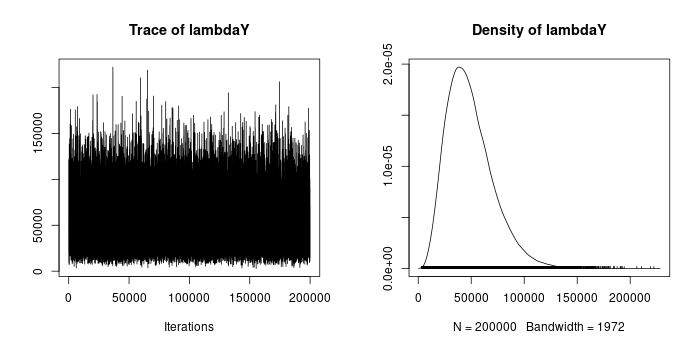 Trace of lambdaY
150000
50000
0
0
50000
100000
150000
200000
Iterations
Density of lambdaY
2.0e-05
1.0e-05
0.0e+00
0
50000
100000
150000
200000
N = 200000 Bandwidth = 1972